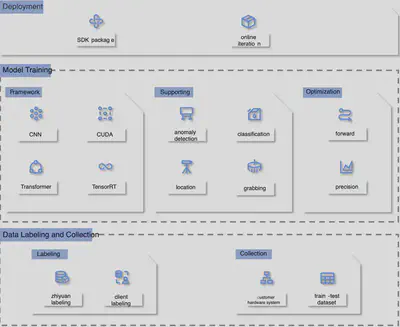 Deployment
SDK packag e
online
iteratio n
Model Training
Framework
Supporting
Optimization
CNN
CUDA
anomaly
detection
classification
forward
Transformer
TensorRT
location
grabbing
precision
Data Labeling and Collection
Labeling
Collection
zhiyuan
labeling
client
labeling
customer
hardware system
train -test
dataset